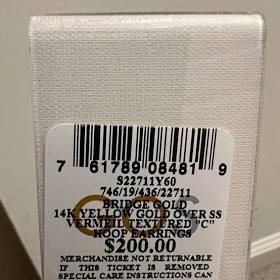 7 61789 08481 9
S22711Y60
746/19/436/22711
BRIDGE GOLD
14K YELLOW GOLD OVER SS
VERMEIL TEXTURED "C"
HOOP EARRINGS
$200.00
MERCHANDISE NOT RETURNABLE
IF THIS TICKET IS REMOVED
SPECIAL CARE INSTRUCTIONS CAN